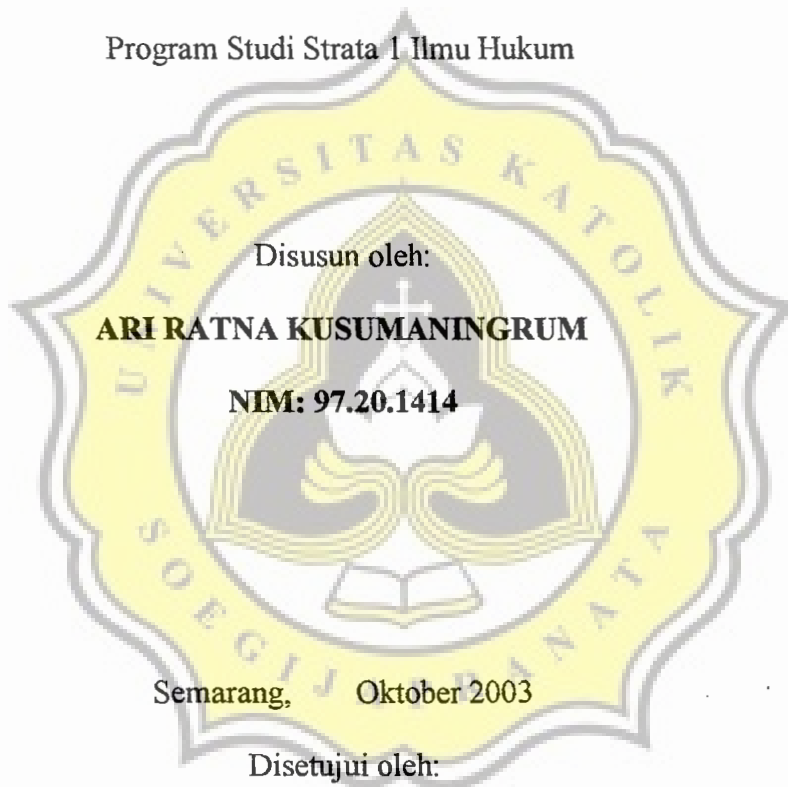 Program Studi Strata 1 Ilmu Hukum
UNIVERSITAS KATOLIK
Disusun oleh:
ARI RATNA KUSUMANINGRUM
NIM: 97.20.1414
SOEGIJAPRANATA
Semarang, Oktober 2003
Disetujui oleh: